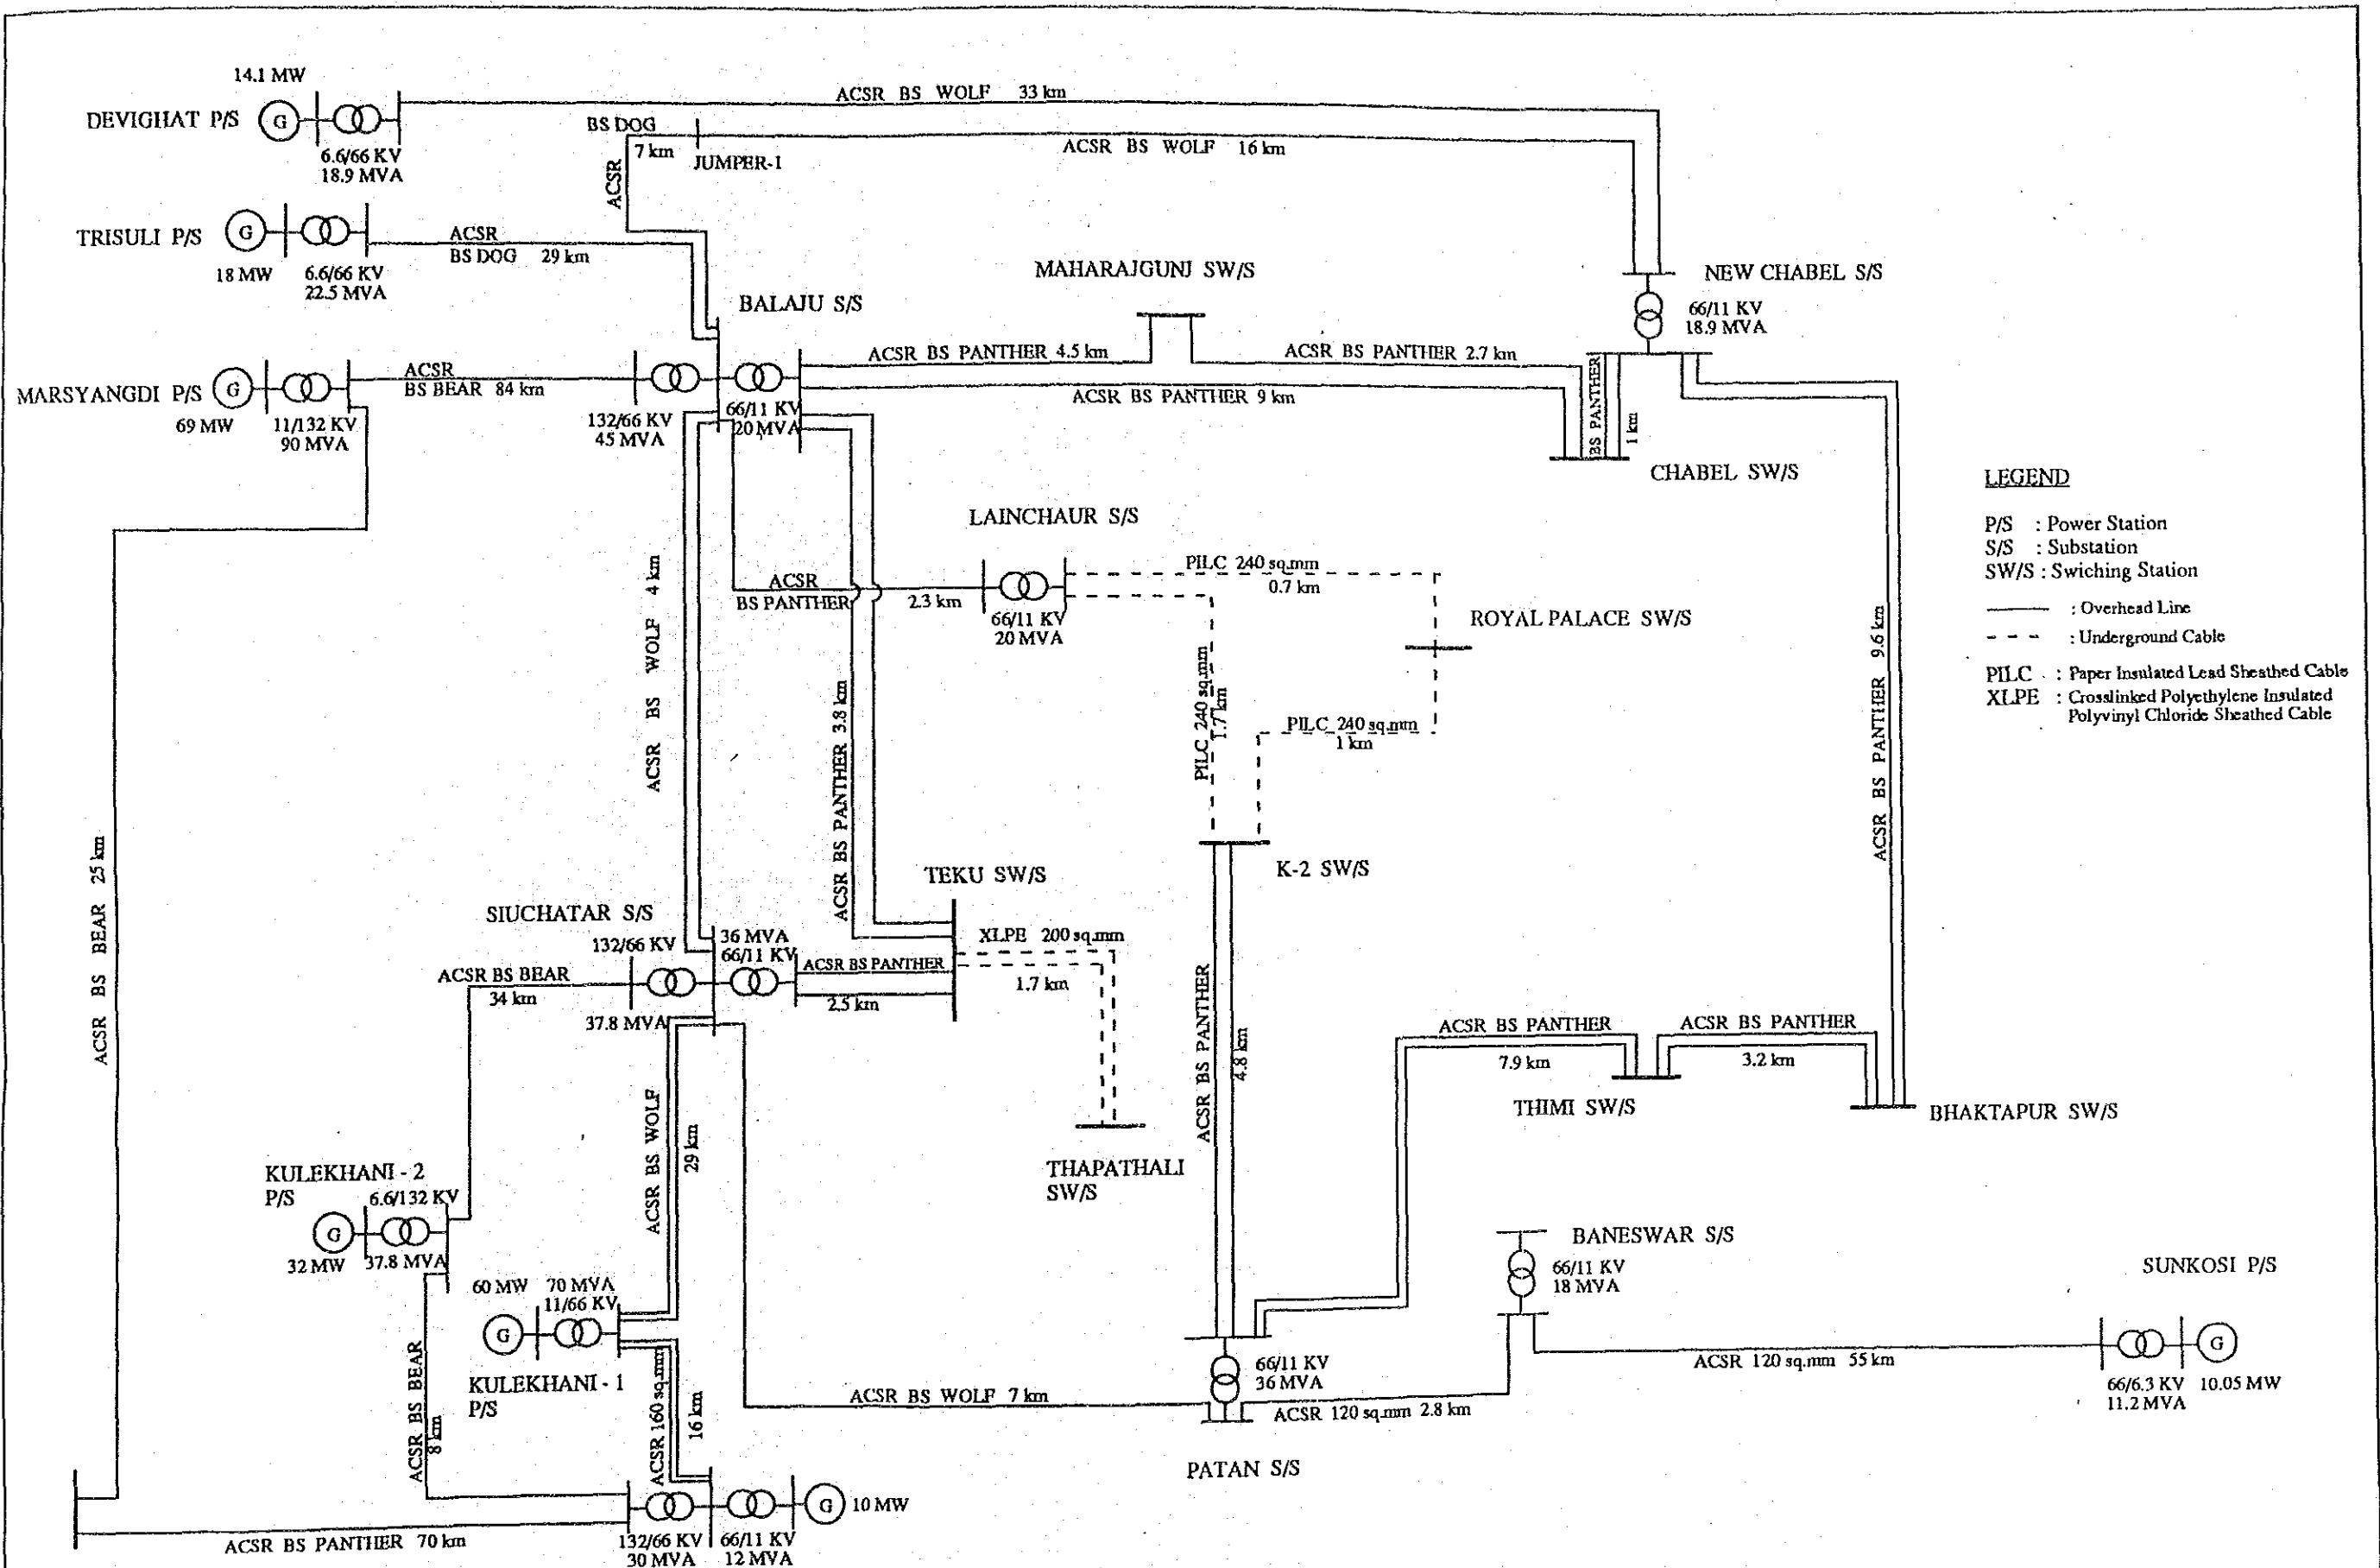 14.1 MW
DEVIGHAT P/S
G
6.6/66 KV
18.9 MVA
ACSR BS WOLF 33 km
BS DOG
7 km
ACSR
JUMPER-1
ACSR BS WOLF 16 km
TRISULI P/S
G
18 MW
6.6/66 KV
22.5 MVA
ACSR
BS DOG 29 km
MAHARAJGUNJ SW/S
NEW CHABEL S/S
66/11 KV
18.9 MVA
BALAJU S/S
ACSR BS PANTHER 4.5 km
ACSR BS PANTHER 2.7 km
ACSR BS PANTHER 9 km
BS PANTHER
1 km
CHABEL SW/S
MARSYANGDI P/S
G
69 MW
11/132 KV
90 MVA
ACSR
BS BEAR 84 km
132/66 KV
45 MVA
66/11 KV
20 MVA
LEGEND
P/S : Power Station
S/S : Substation
SW/S : Swiching Station
: Overhead Line
: Underground Cable
PILC : Paper Insulated Lead Sheathed Cable
XLPE : Crosslinked Polyethylene Insulated
Polyvinyl Chloride Sheathed Cable
LAINCHAUR S/S
ACSR
BS PANTHER
2.3 km
66/11 KV
20 MVA
PILC 240 sq.mm
0.7 km
ROYAL PALACE SW/S
PILC 240 sq.mm
1.7 km
PILC 240 sq.mm
1 km
K-2 SW/S
ACSR BS WOLF 4 km
ACSR BS PANTHER 3.8 km
ACSR BS PANTHER 9.6 km
ACSR BS BEAR 25 km
TEKU SW/S
SIUCHATAR S/S
132/66 KV
37.8 MVA
36 MVA
66/11 KV
ACSR BS PANTHER
2.5 km
XLPE 200 sq.mm
1.7 km
ACSR BS BEAR
34 km
ACSR BS WOLF
29 km
THAPATHALI
SW/S
ACSR BS PANTHER
4.8 km
ACSR BS PANTHER
7.9 km
ACSR BS PANTHER
3.2 km
THIMI SW/S
BHAKTAPUR SW/S
KULEKHANI - 2
P/S
6.6/132 KV
G
32 MW
37.8 MVA
60 MW
70 MVA
11/66 KV
G
KULEKHANI - 1
P/S
BANESWAR S/S
66/11 KV
18 MVA
SUNKOSI P/S
G
66/6.3 KV
11.2 MVA
10.05 MW
ACSR 120 sq.mm 55 km
66/11 KV
36 MVA
ACSR BS WOLF 7 km
ACSR 120 sq.mm 2.8 km
PATAN S/S
ACSR BS BEAR
8 km
ACSR 160 sq.mm
16 km
G
10 MW
132/66 KV
30 MVA
66/11 KV
12 MVA
ACSR BS PANTHER 70 km